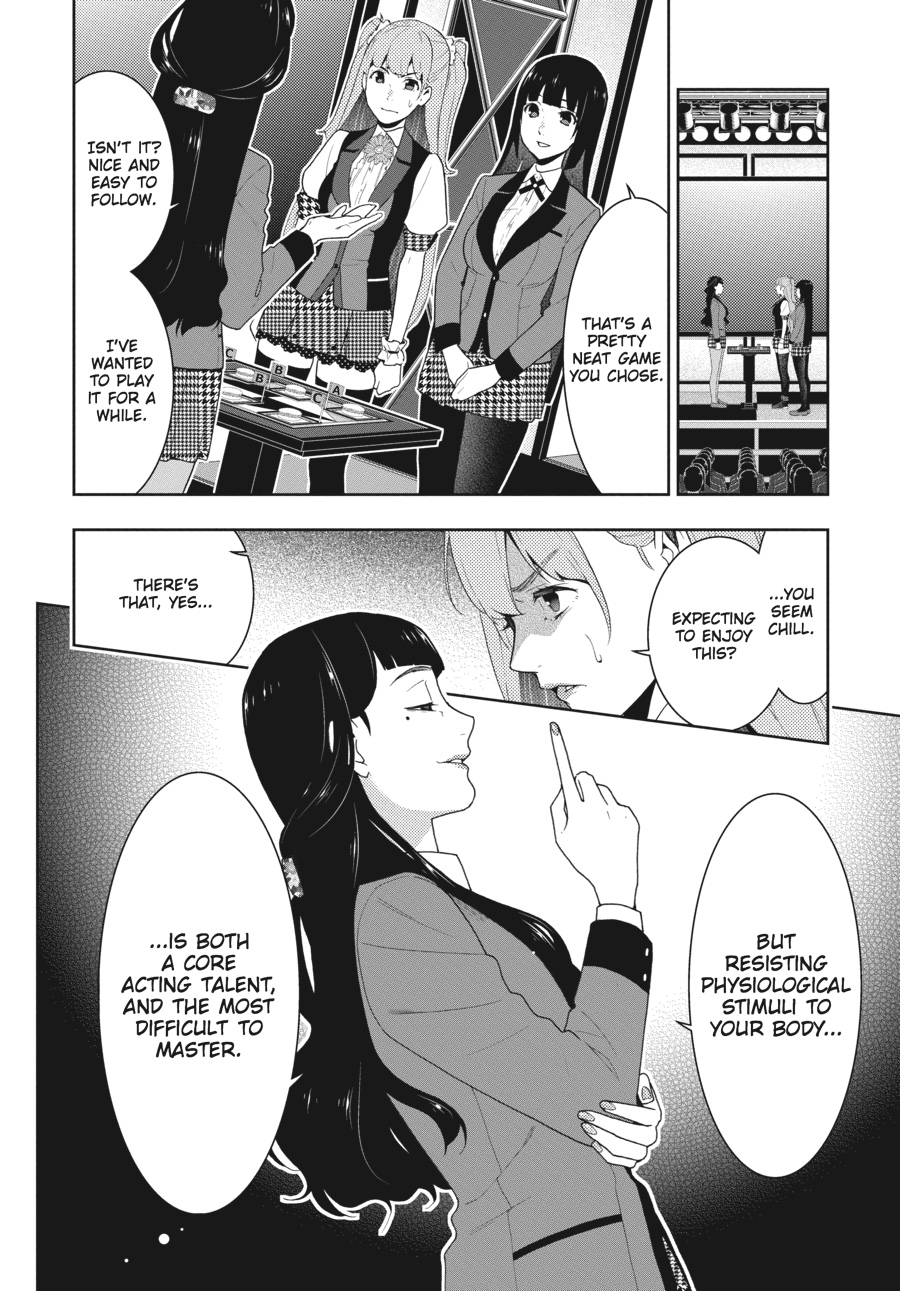 THAT'S A
PRETTY
NEAT GAME
YOU CHOSE.
ISN'T IT?
NICE AND
EASY TO
FOLLOW.
I'VE
WANTED
TO PLAY
IT FOR A
WHILE.
C
B
B
C
A
...YOU
SEEM
CHILL.
EXPECTING
TO ENJOY
THIS?
THERE'S
THAT, YES...
BUT
RESISTING
PHYSIOLOGICAL
STIMULI TO
YOUR BODY...
...IS BOTH
A CORE
ACTING TALENT,
AND THE MOST
DIFFICULT TO
MASTER.